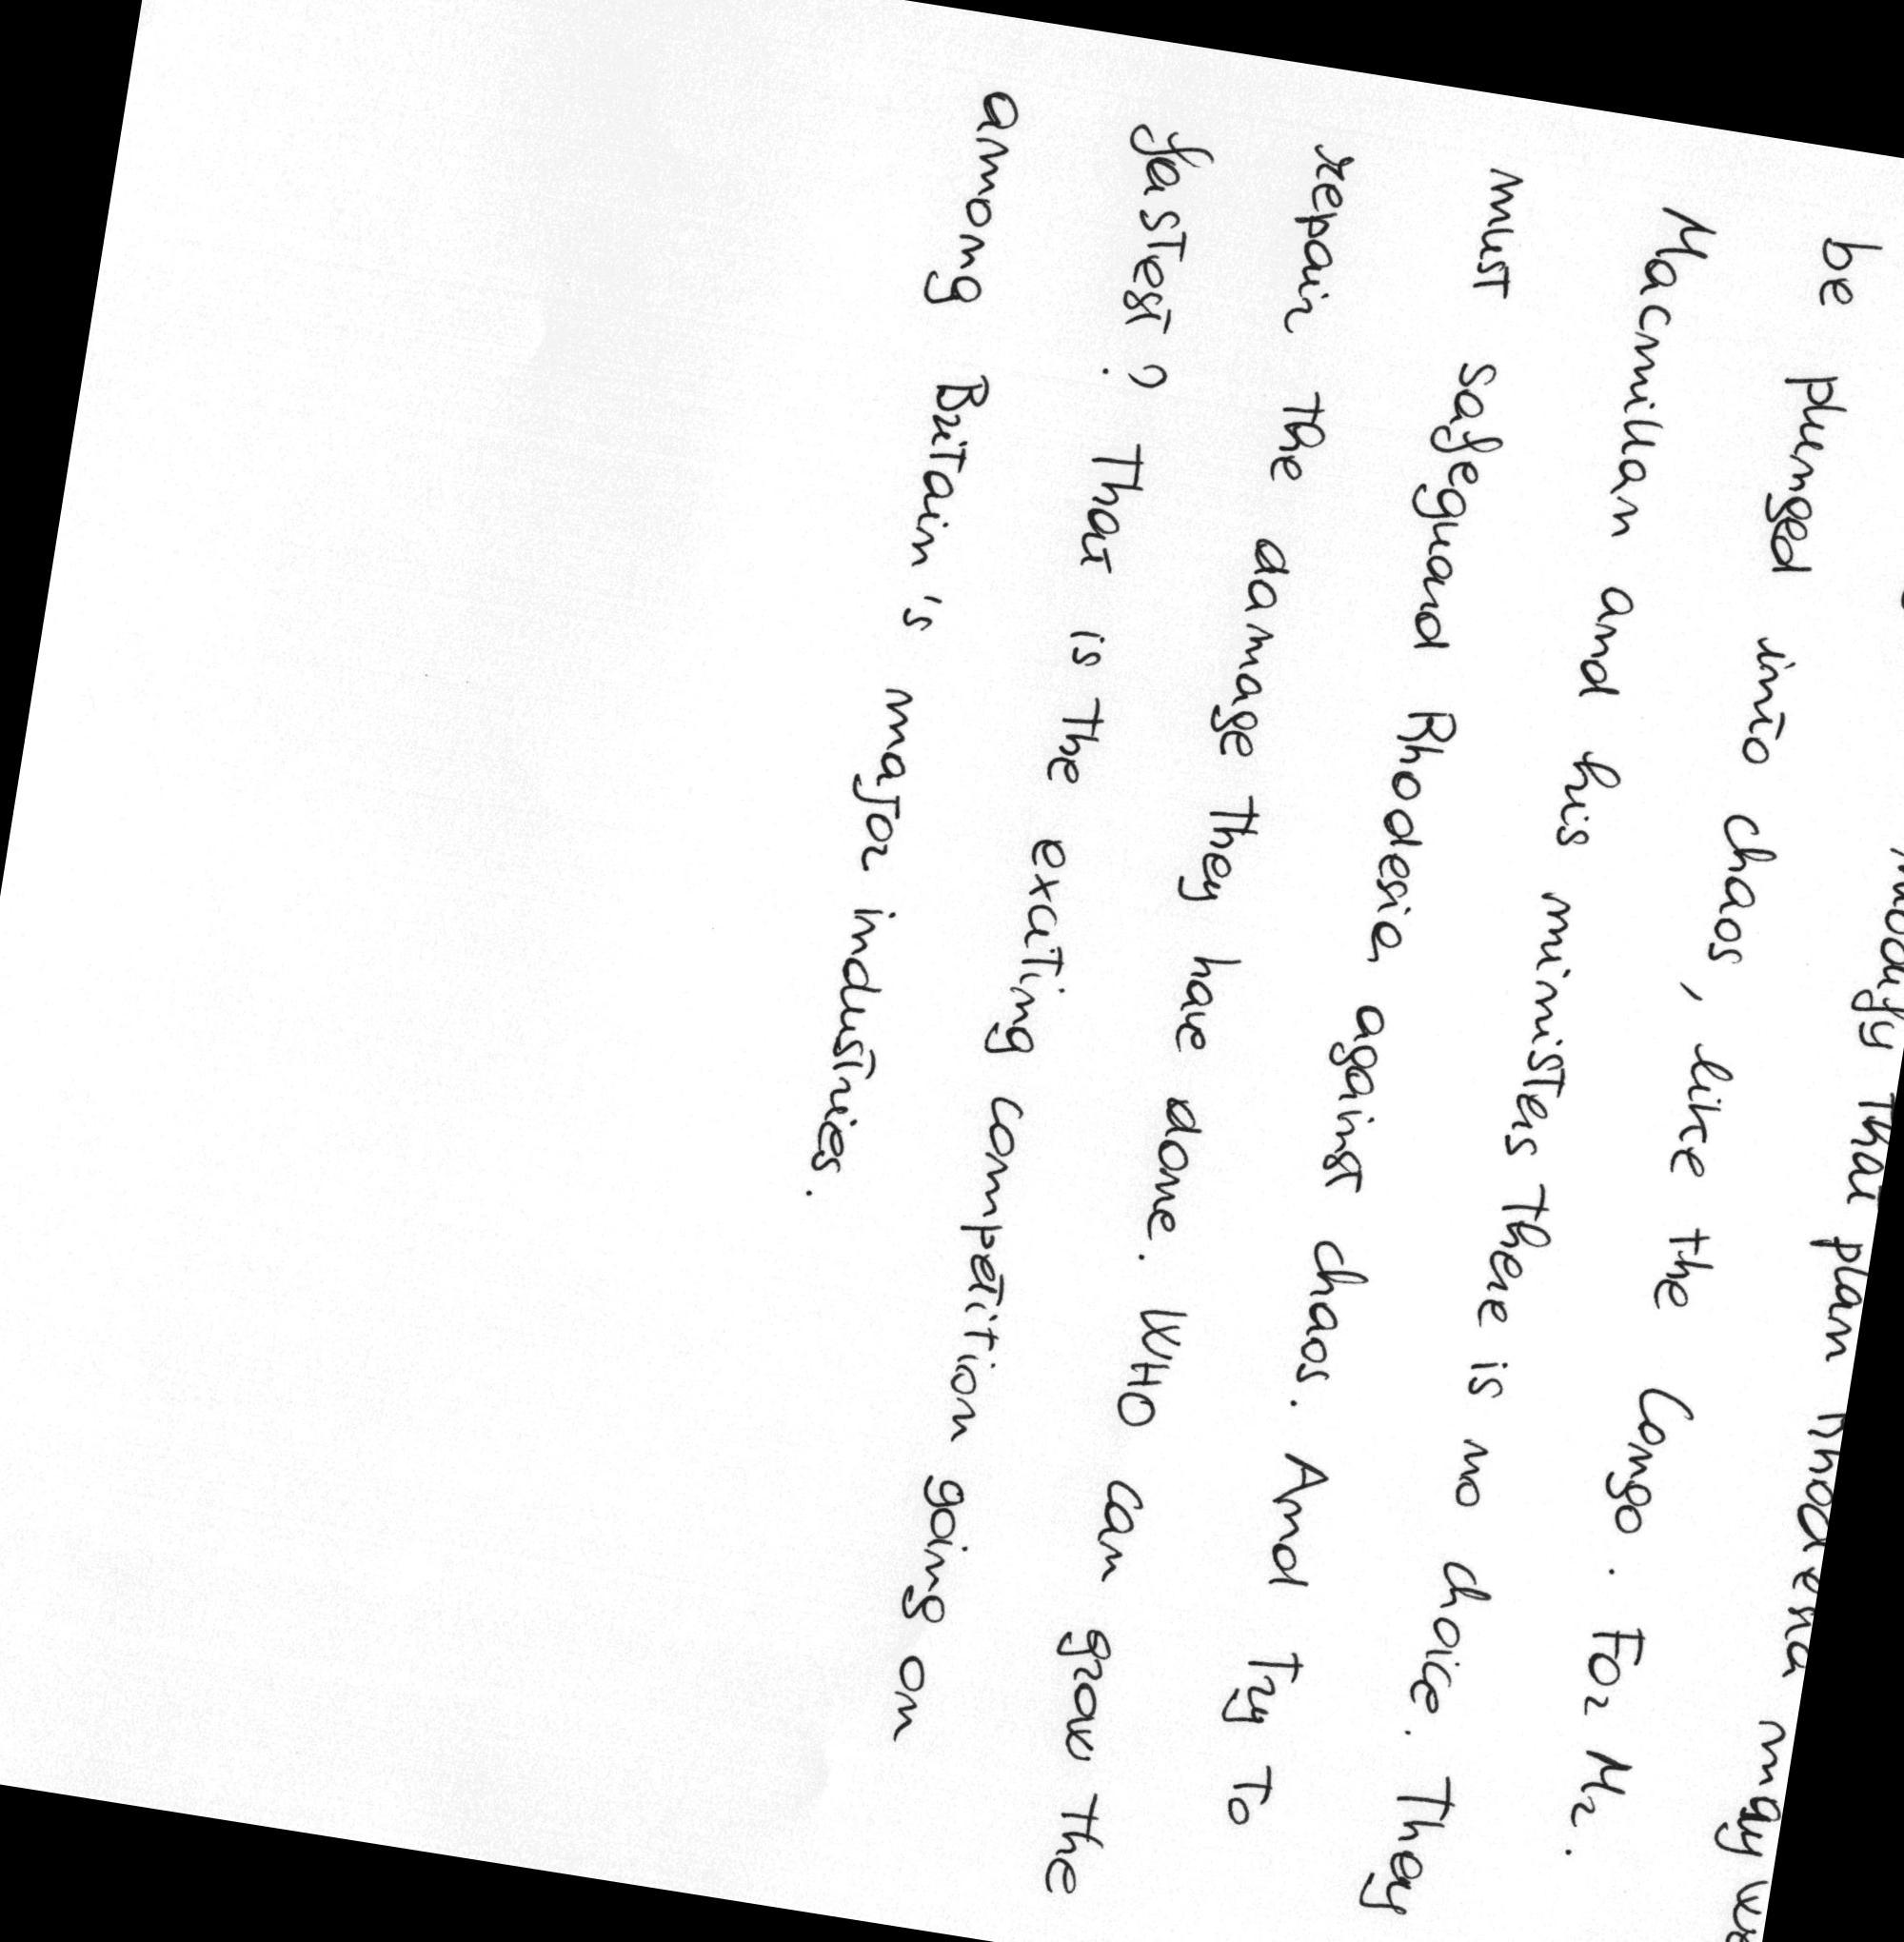 modify that plan Rhodesia may
be plunged into chaos, like the Congo. For Mr.
Macmillan and his ministers there is no choice. They
must safeguard Rhodesia against chaos. And Try To
repair the damage they have done. WHO can grow the
fastest? That is the exciting competition going on
among Britain's major industries.